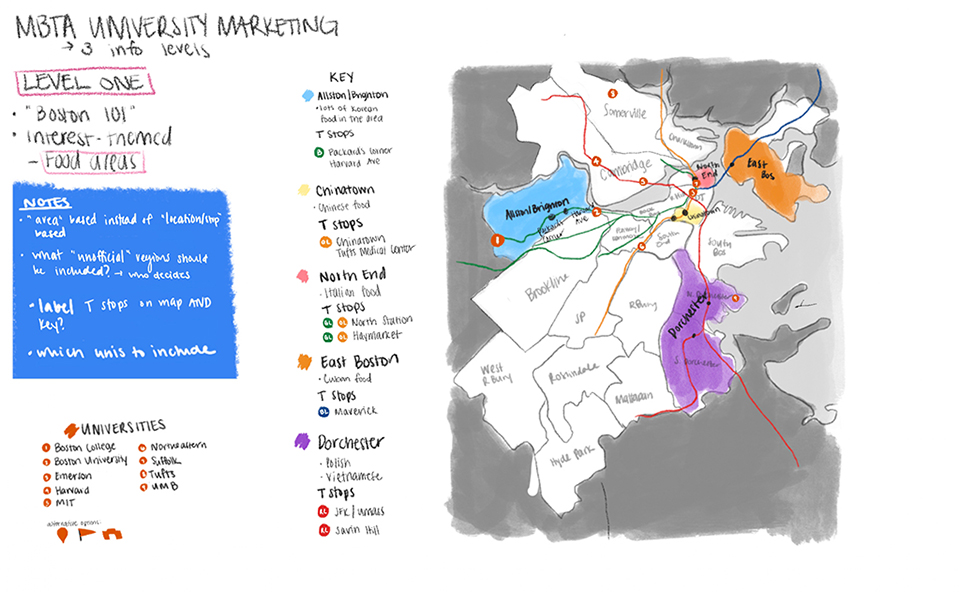 MBTA UNIVERSITY MARKETING
→ 3 info levels
LEVEL ONE
• "Boston 101"
• interest-themed
- Food areas
NOTES
• "area" based instead of "location/stop" based
• what "unofficial" regions should be included? → who decides
• label T stops on map AND key?
• which unis to include
UNIVERSITIES
1 Boston College
2 Boston University
3 Emerson
4 Harvard
5 MIT
6 Northeastern
7 Suffolk
8 Tufts
9 UMB
alternative options:
KEY
Allston/Brighton
• lots of Korean
food in the area
T stops
B Packard's Corner
Harvard Ave
Chinatown
• Chinese food
T stops
OL Chinatown
Tufts Medical Center
North End
• Italian food
T stops
GL OL North Station
GL OL Haymarket
East Boston
• Cuban food
T stops
BL Maverick
Dorchester
• Polish
• Vietnamese
T stops
RL JFK/UMass
RL Savin Hill
Somerville
Charlestown
Cambridge
North
End
East
Bos
Allston/Brighton
Packard's
Corner
Harvard
Ave
Chinatown
South
End
South
Bos
Brookline
JP
R.Bury
N. Dorchester
Dorchester
S. Dorchester
West
R.Bury
Roslindale
Mattapan
Hyde Park